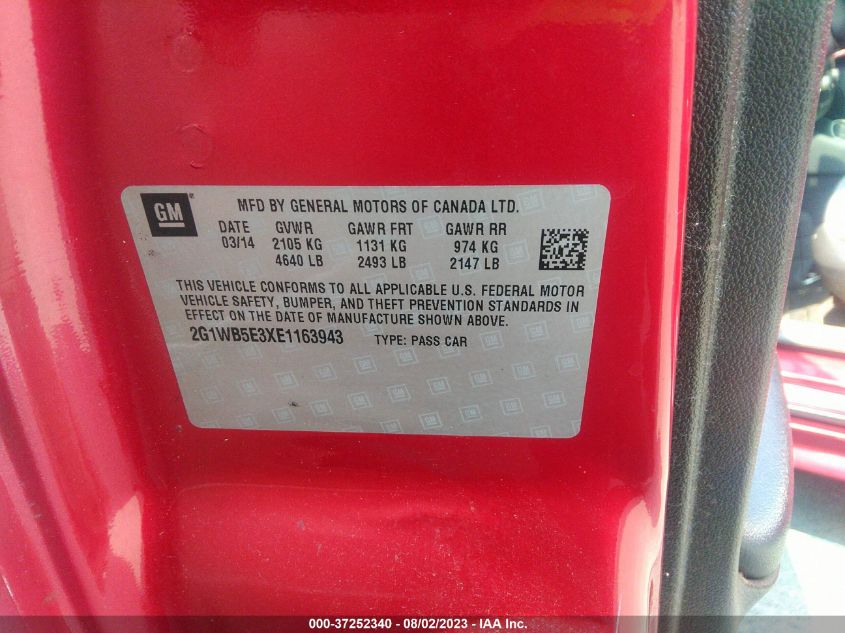 GM
MFD BY GENERAL MOTORS OF CANADA LTD.
DATE GVWR GAWR FRT GAWR RR
03/14 2105 KG 1131 KG 974 KG
4640 LB 2493 LB 2147 LB
THIS VEHICLE CONFORMS TO ALL APPLICABLE U.S. FEDERAL MOTOR
VEHICLE SAFETY, BUMPER, AND THEFT PREVENTION STANDARDS IN
EFFECT ON THE DATE OF MANUFACTURE SHOWN ABOVE.
2G1WB5E3XE1163943 TYPE: PASS CAR
000-37252340 - 08/02/2023 - IAA Inc.